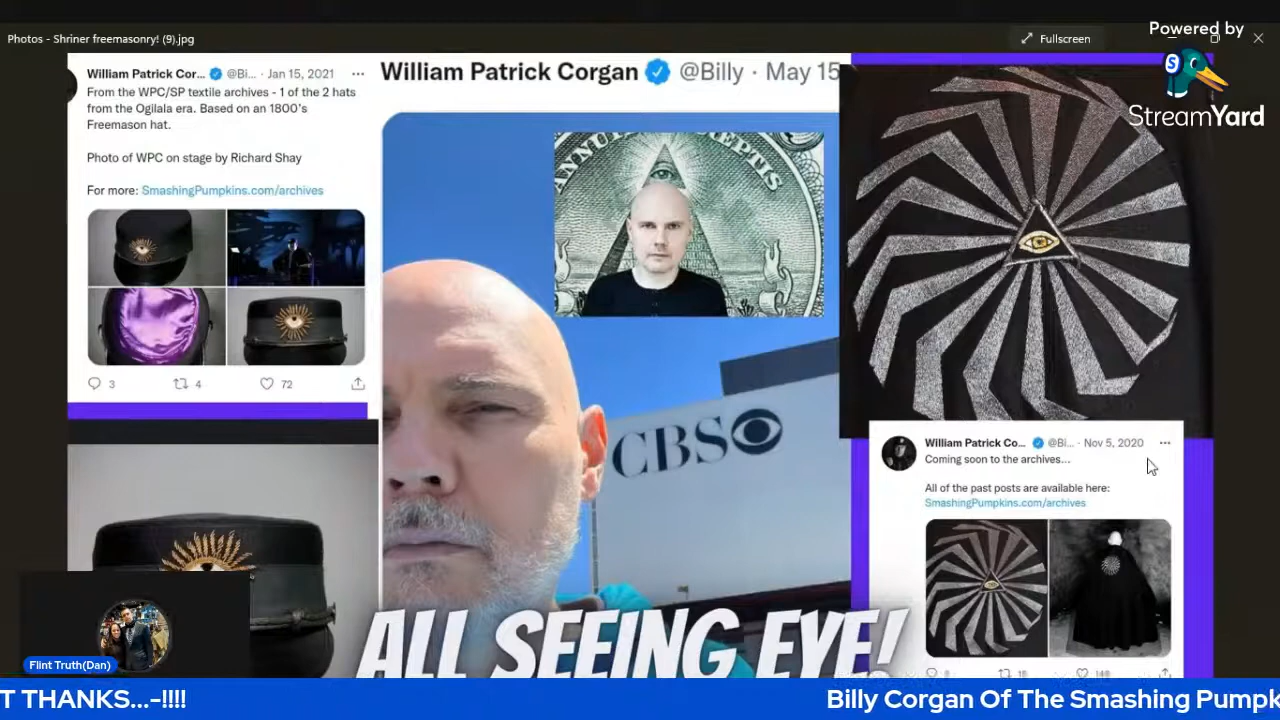 Photos - Shriner freemasonry! (9).jpg
Fullscreen
Powered by
StreamYard
William Patrick Cor... @Bi... · Jan 15, 2021
From the WPC/SP textile archives - 1 of the 2 hats
from the Ogilala era. Based on an 1800's
Freemason hat.
Photo of WPC on stage by Richard Shay
For more: SmashingPumpkins.com/archives
3
4
72
William Patrick Corgan @Billy · May 15
ANNUIT CŒPTIS
CBS
William Patrick Co... @Bi... · Nov 5, 2020
Coming soon to the archives...
All of the past posts are available here:
SmashingPumpkins.com/archives
ALL SEEING EYE!
Flint Truth(Dan)
T THANKS...-!!!!
Billy Corgan Of The Smashing Pumpk